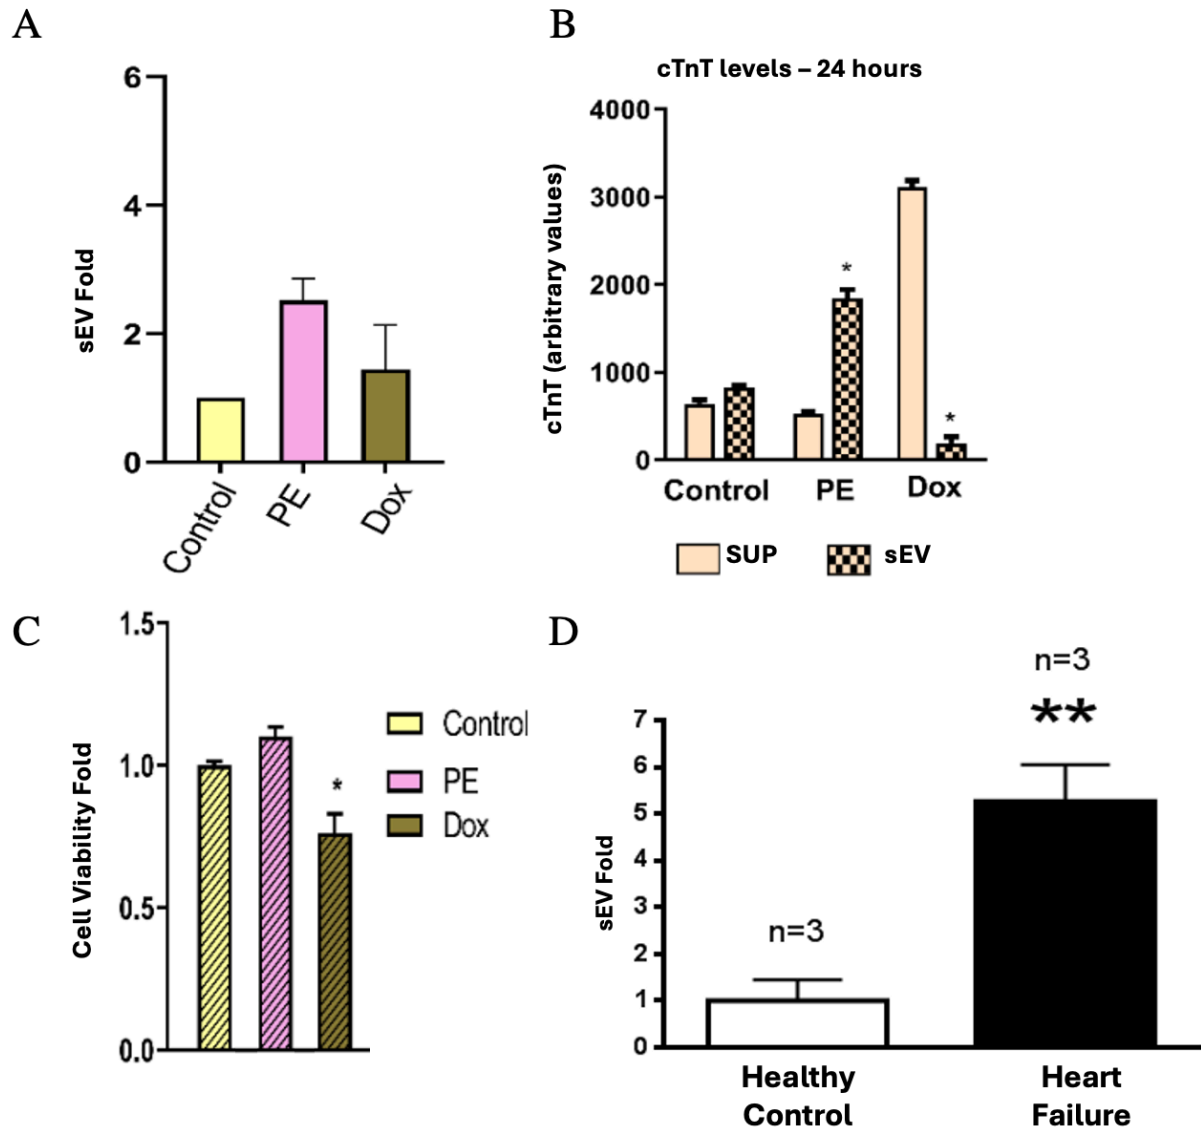 A
6
4
2
0
sEV Fold
Control
PE
Dox
B
cTnT levels – 24 hours
4000
3000
2000
1000
0
cTnT (arbitrary values)
*
*
Control PE Dox
SUP sEV
C
1.5
1.0
0.5
0.0
Cell Viability Fold
*
Control
PE
Dox
D
n=3
**
7
6
5
4
3
2
1
0
sEV Fold
n=3
Healthy Control
Heart Failure